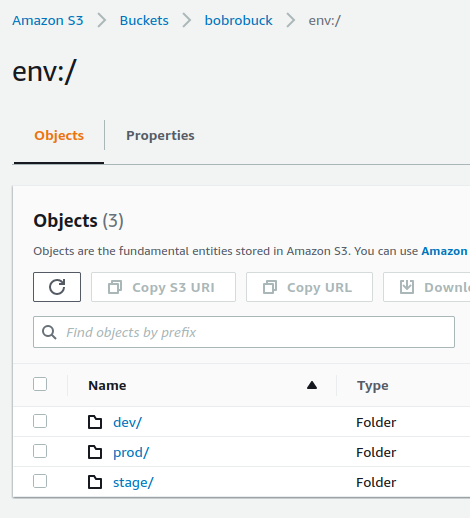 Amazon S3 > Buckets > bobrobuck > env:/
env:/
Objects Properties
Objects (3)
Objects are the fundamental entities stored in Amazon S3. You can use Amazon
Copy S3 URI Copy URL Downl
Find objects by prefix
Name Type
dev/ Folder
prod/ Folder
stage/ Folder